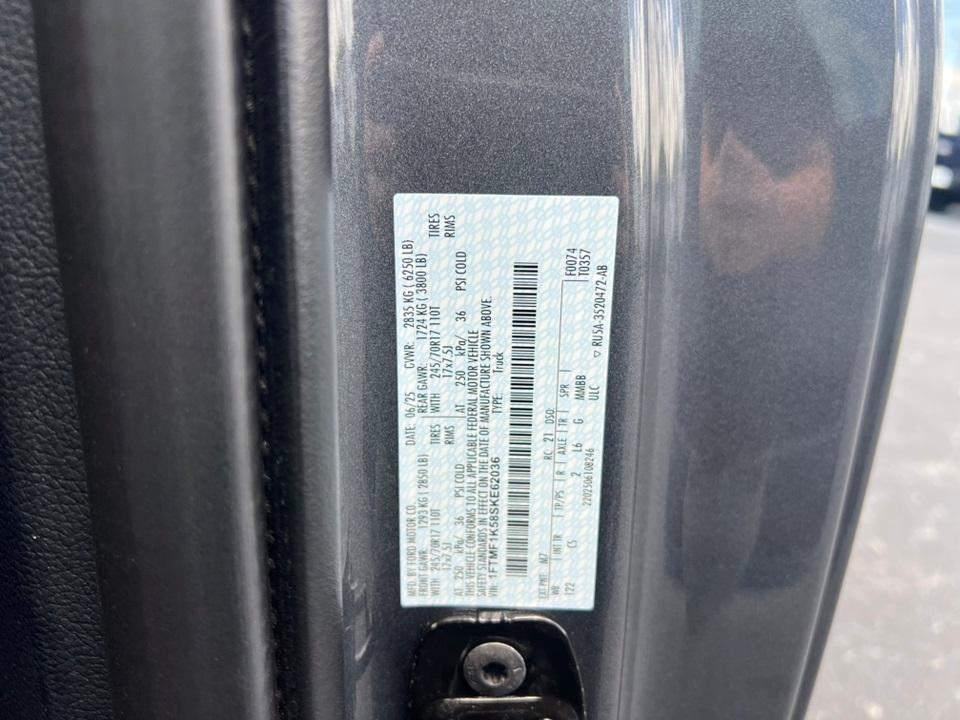 MFD. BY FORD MOTOR CO. DATE: 06/25 GVWR: 2835 KG ( 6250 LB)
FRONT GAWR: 1293 KG ( 2850 LB) REAR GAWR: 1724 KG ( 3800 LB)
WITH 245/70R17 110T TIRES WITH 245/70R17 110T TIRES
17x7.5J RIMS 17x7.5J RIMS
AT 250 kPa/ 36 PSI COLD AT 250 kPa/ 36 PSI COLD
THIS VEHICLE CONFORMS TO ALL APPLICABLE FEDERAL MOTOR VEHICLE
SAFETY STANDARDS IN EFFECT ON THE DATE OF MANUFACTURE SHOWN ABOVE.
VIN: 1FTMF1K58SKE62036 TYPE: Truck
EXT PNT: M7 RC: 21 DSO: F0074
WB INT TR TP/PS R AXLE TR SPR T0357
122 CS 2 L6 G MMBB
2202506108246 ULC ▽ RU5A-3520472-AB